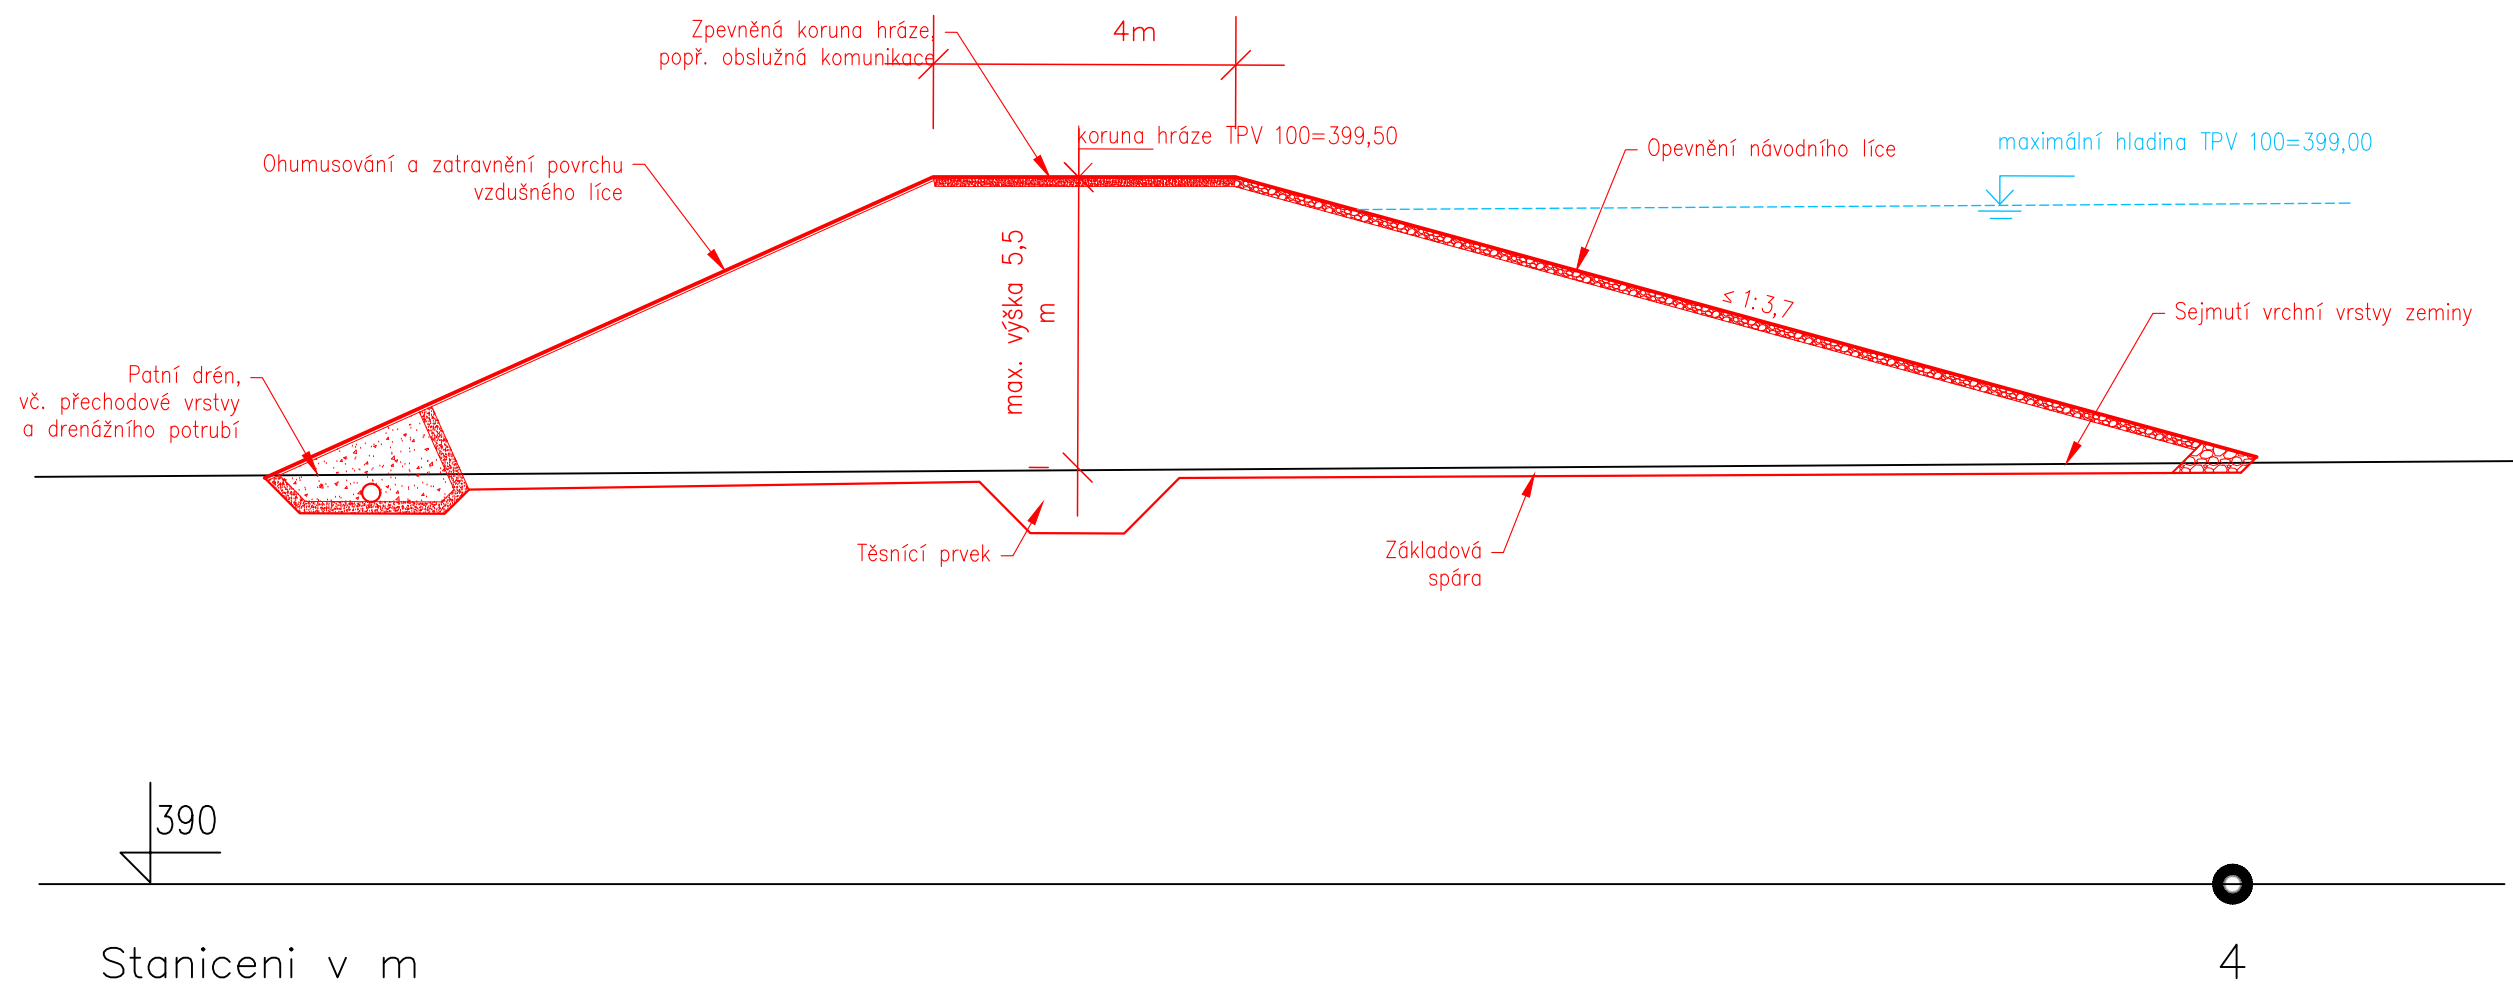 Zpevněná koruna hráze,
popř. obslužná komunikace
4m
koruna hráze TPV 100=399,50
Opevnění návodního líce
maximální hladina TPV 100=399,00
Ohumusování a zatravnění povrchu
vzdušného líce
max. výška 5,5
m
≤ 1:3,7
Sejmutí vrchní vrstvy zeminy
Patní drén,
vč. přechodové vrstvy
a drenážního potrubí
Těsnící prvek
Základová
spára
390
Staniceni v m
4